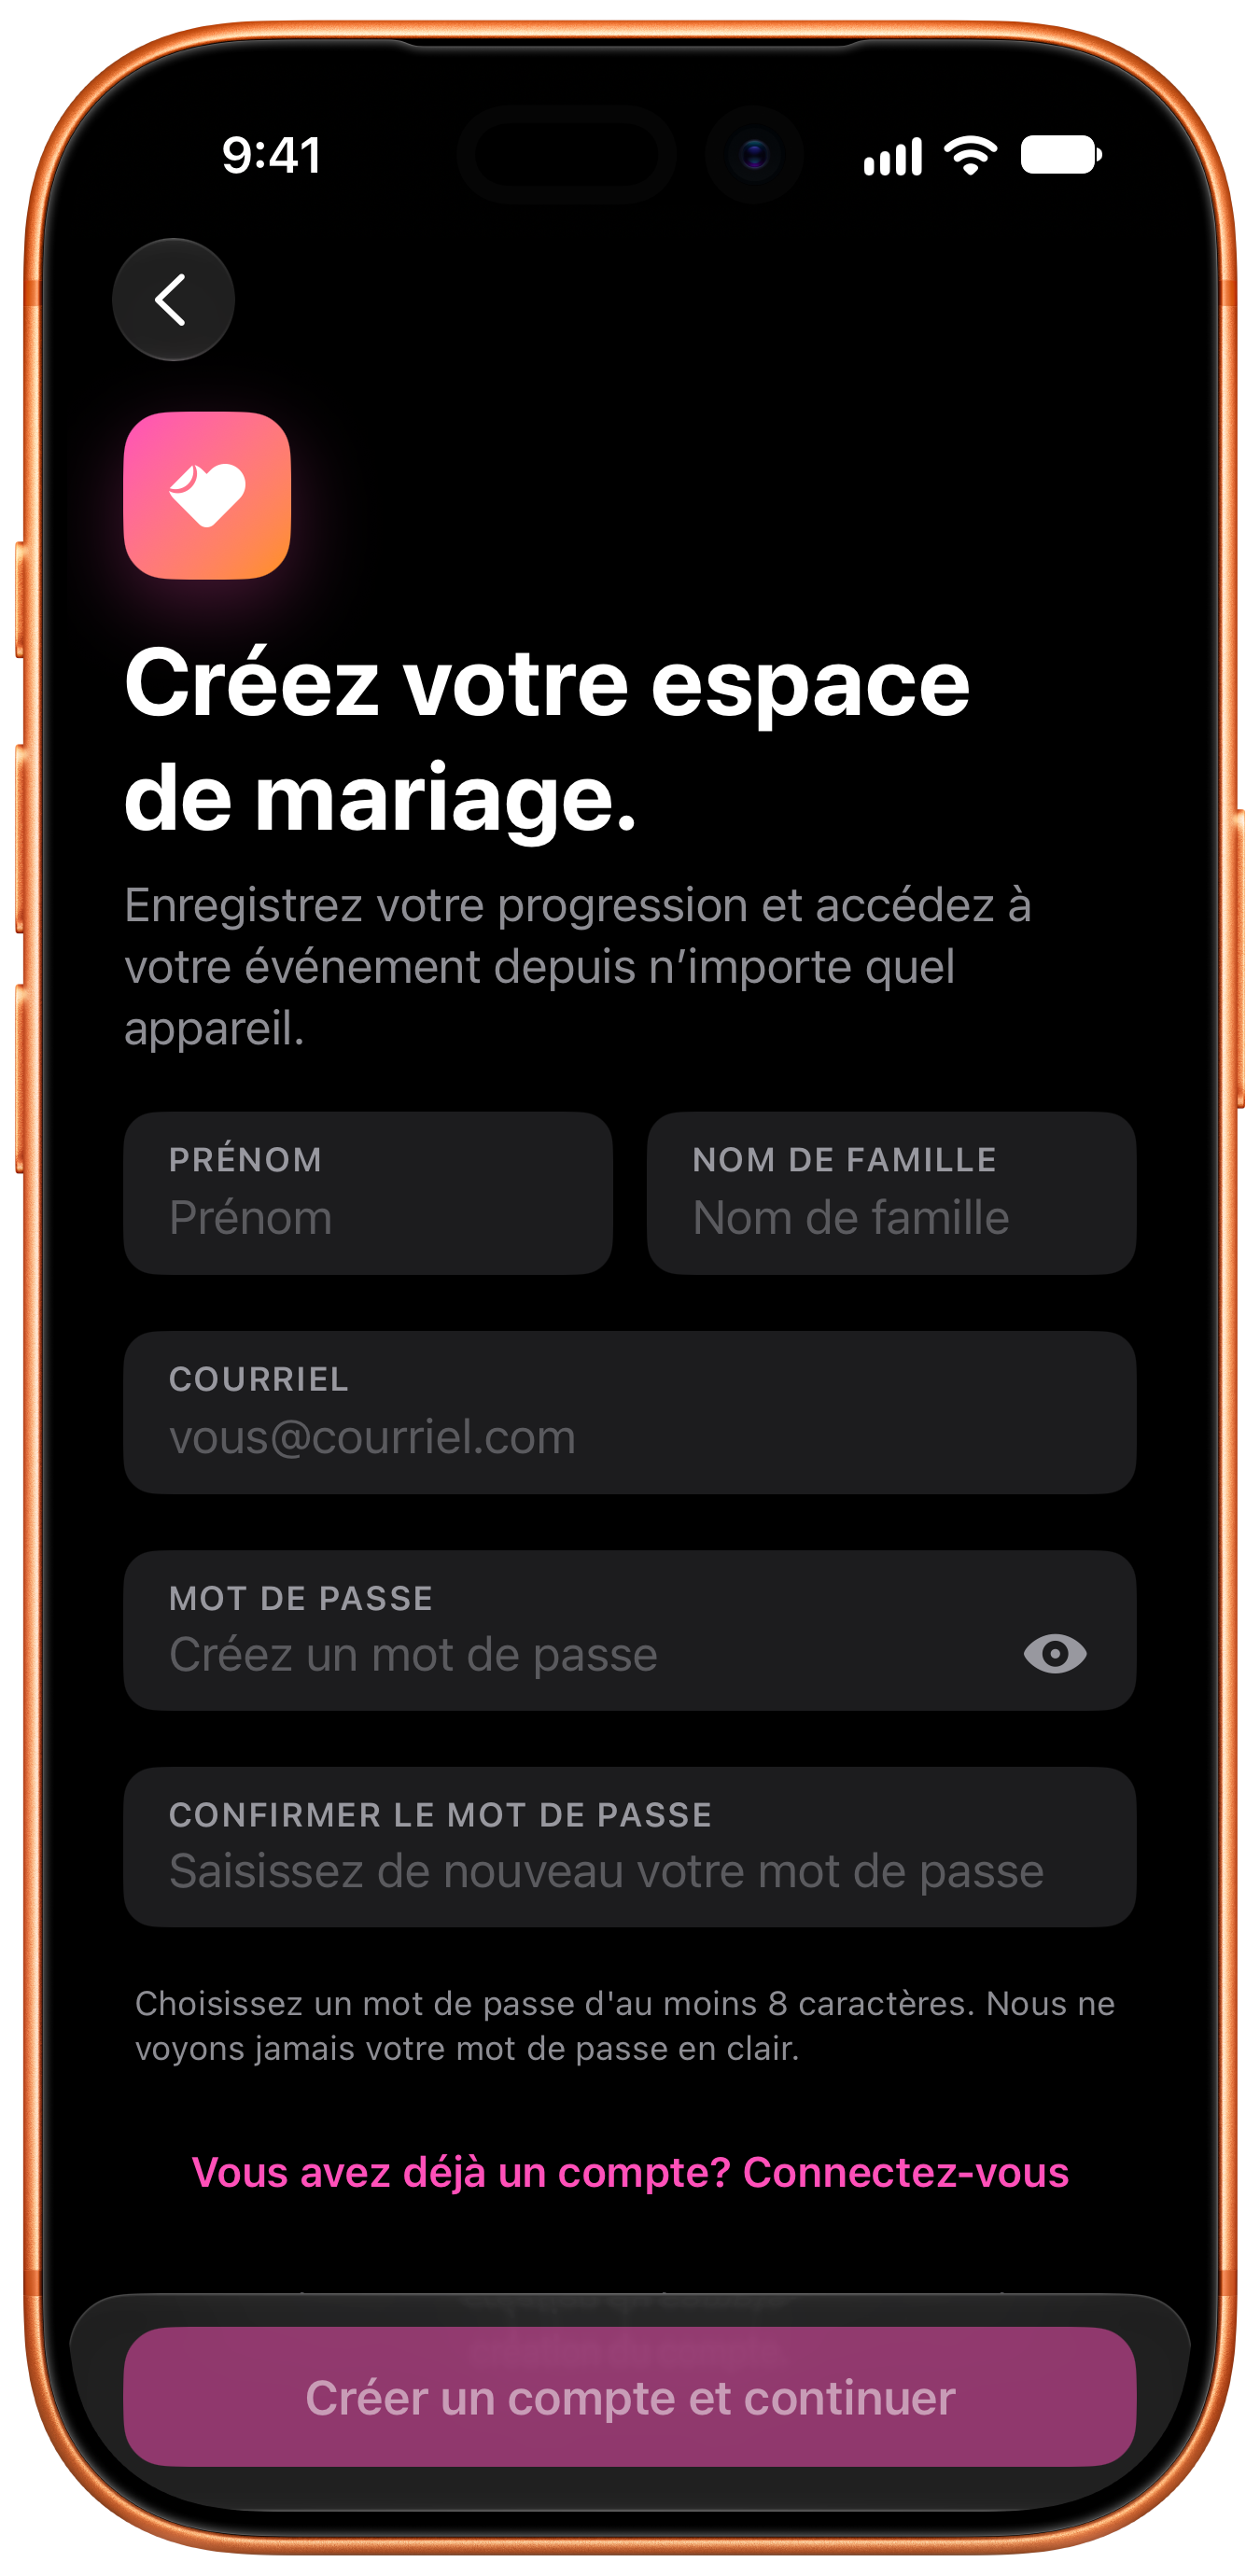 9:41
Créez votre espace
de mariage.
Enregistrez votre progression et accédez à
votre événement depuis n’importe quel
appareil.
PRÉNOM
Prénom
NOM DE FAMILLE
Nom de famille
COURRIEL
vous@courriel.com
MOT DE PASSE
Créez un mot de passe
CONFIRMER LE MOT DE PASSE
Saisissez de nouveau votre mot de passe
Choisissez un mot de passe d'au moins 8 caractères. Nous ne
voyons jamais votre mot de passe en clair.
Vous avez déjà un compte? Connectez-vous
Créer un compte et continuer